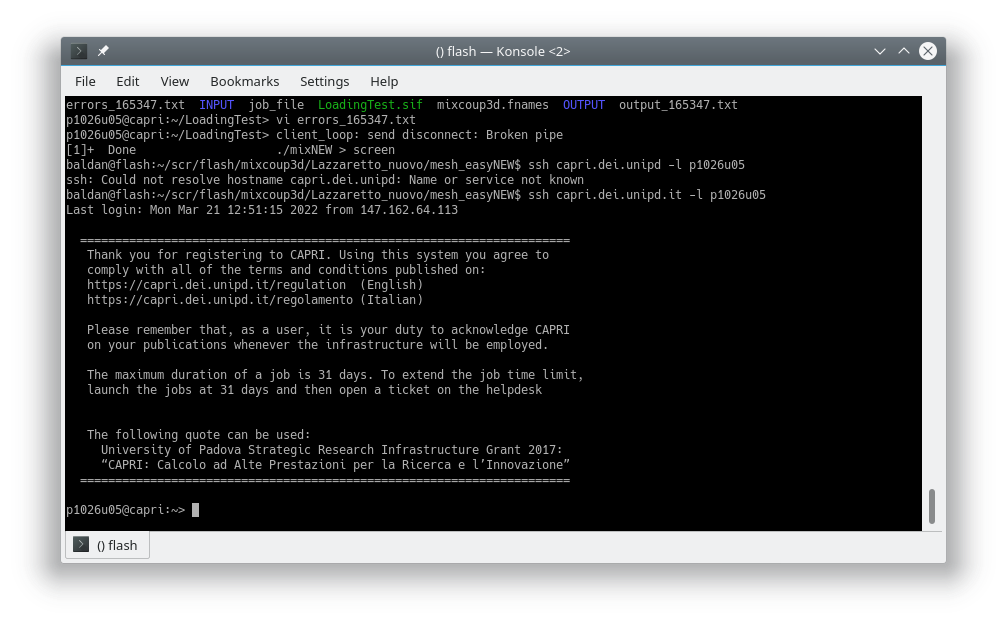 () flash — Konsole <2>
File Edit View Bookmarks Settings Help
errors_165347.txt  INPUT  job_file  LoadingTest.sif  mixcoup3d.fnames  OUTPUT  output_165347.txt
p1026u05@capri:~/LoadingTest> vi errors_165347.txt
p1026u05@capri:~/LoadingTest> client_loop: send disconnect: Broken pipe
[1]+  Done                    ./mixNEW > screen
baldan@flash:~/scr/flash/mixcoup3d/Lazzaretto_nuovo/mesh_easyNEW$ ssh capri.dei.unipd -l p1026u05
ssh: Could not resolve hostname capri.dei.unipd: Name or service not known
baldan@flash:~/scr/flash/mixcoup3d/Lazzaretto_nuovo/mesh_easyNEW$ ssh capri.dei.unipd.it -l p1026u05
Last login: Mon Mar 21 12:51:15 2022 from 147.162.64.113
======================================================================
Thank you for registering to CAPRI. Using this system you agree to
comply with all of the terms and conditions published on:
https://capri.dei.unipd.it/regulation  (English)
https://capri.dei.unipd.it/regolamento (Italian)
Please remember that, as a user, it is your duty to acknowledge CAPRI
on your publications whenever the infrastructure will be employed.
The maximum duration of a job is 31 days. To extend the job time limit,
launch the jobs at 31 days and then open a ticket on the helpdesk
The following quote can be used:
University of Padova Strategic Research Infrastructure Grant 2017:
“CAPRI: Calcolo ad Alte Prestazioni per la Ricerca e l’Innovazione”
======================================================================
p1026u05@capri:~>
() flash